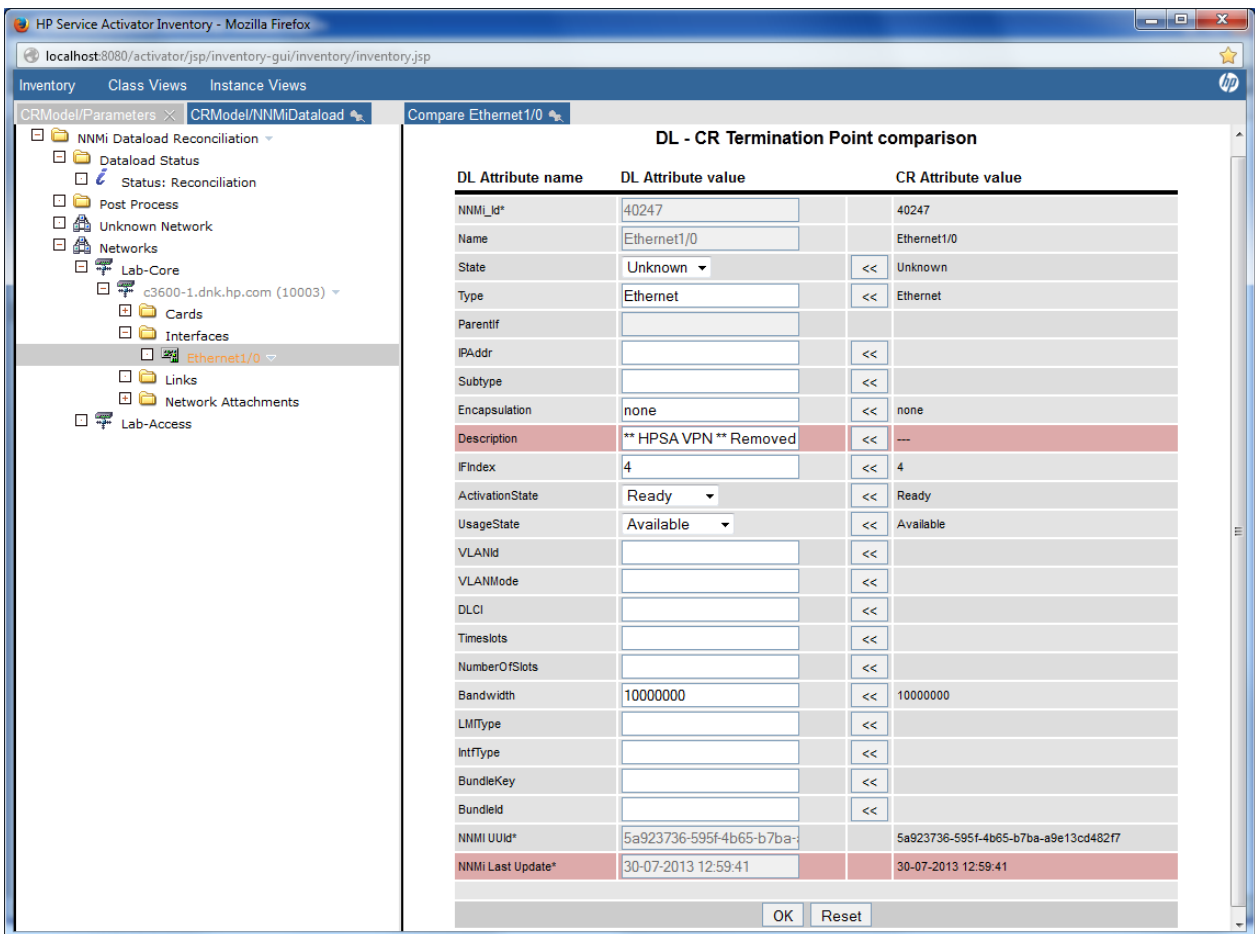 HP Service Activator Inventory - Mozilla Firefox
localhost:8080/activator/jsp/inventory-gui/inventory/inventory.jsp
Inventory Class Views Instance Views
hp
CRModel/Parameters CRModel/NNMiDataload
Compare Ethernet1/0
NNMi Dataload Reconciliation
Dataload Status
Status: Reconciliation
Post Process
Unknown Network
Networks
Lab-Core
c3600-1.dnk.hp.com (10003)
Cards
Interfaces
Ethernet1/0
Links
Network Attachments
Lab-Access
DL - CR Termination Point comparison
DL Attribute name DL Attribute value CR Attribute value
NNMi_Id* 40247 40247
Name Ethernet1/0 Ethernet1/0
State Unknown << Unknown
Type Ethernet << Ethernet
ParentIf
IPAddr <<
Subtype <<
Encapsulation none << none
Description ** HPSA VPN ** Removed << ---
IFIndex 4 << 4
ActivationState Ready << Ready
UsageState Available << Available
VLANId <<
VLANMode <<
DLCI <<
Timeslots <<
NumberOfSlots <<
Bandwidth 10000000 << 10000000
LMIType <<
IntfType <<
BundleKey <<
BundleId <<
NNMI UUId* 5a923736-595f-4b65-b7ba- 5a923736-595f-4b65-b7ba-a9e13cd482f7
NNMi Last Update* 30-07-2013 12:59:41 30-07-2013 12:59:41
OK Reset